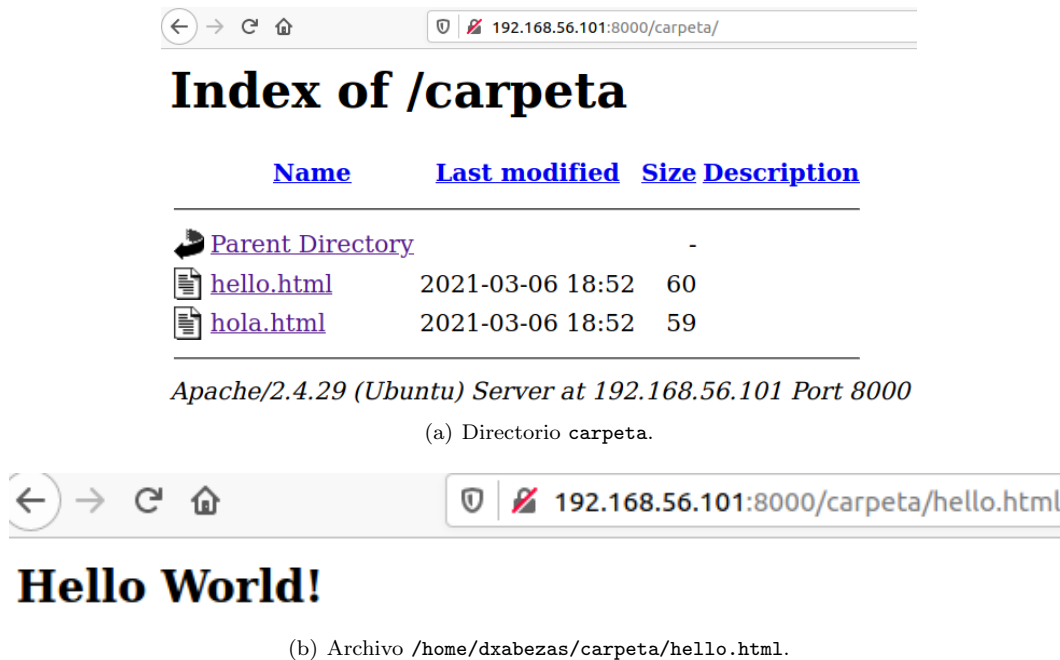 192.168.56.101:8000/carpeta/
Index of /carpeta
Name Last modified Size Description
Parent Directory -
hello.html 2021-03-06 18:52 60
hola.html 2021-03-06 18:52 59
Apache/2.4.29 (Ubuntu) Server at 192.168.56.101 Port 8000
(a) Directorio carpeta.
192.168.56.101:8000/carpeta/hello.html
Hello World!
(b) Archivo /home/dxabezas/carpeta/hello.html.